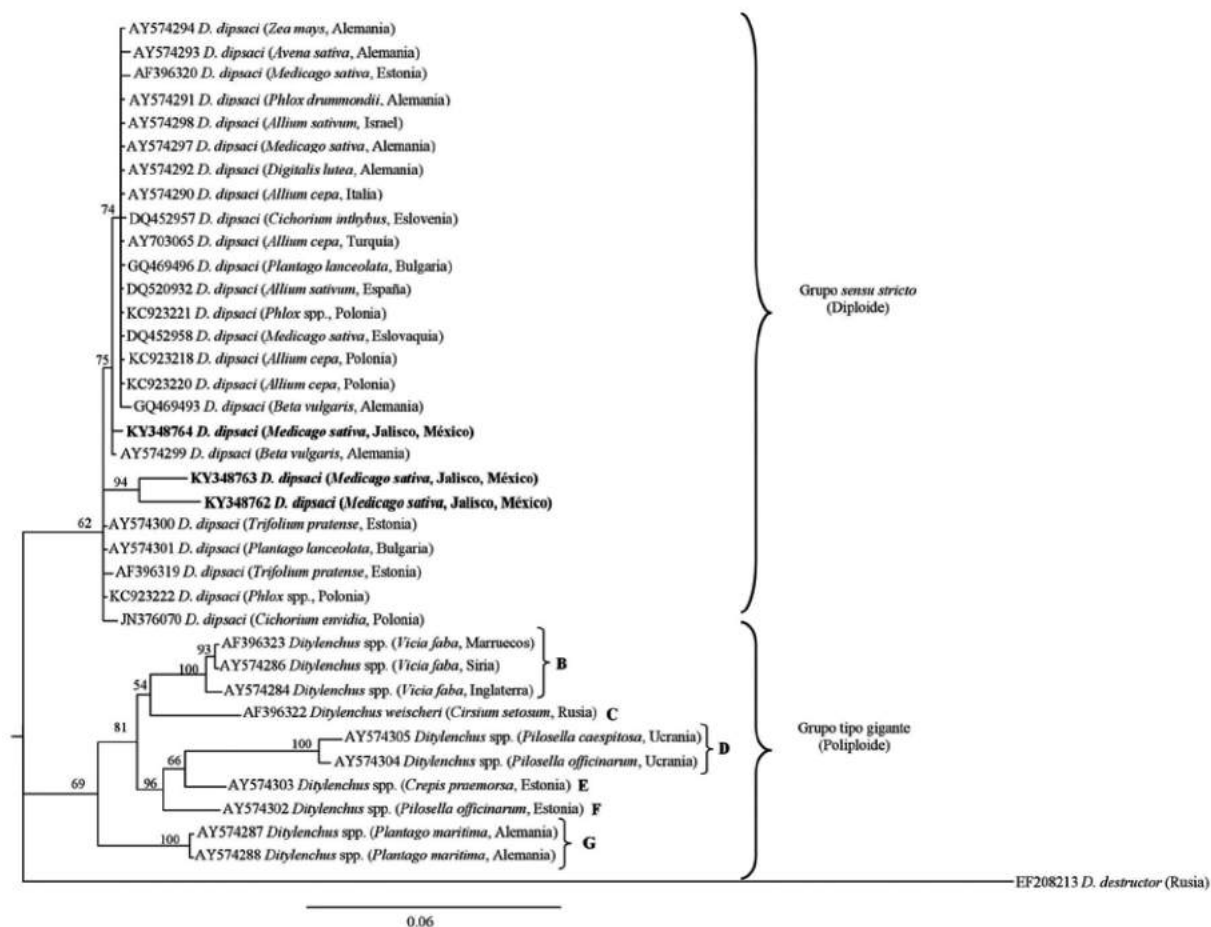 AY574294 D. dipsaci (Zea mays, Alemania)
AY574293 D. dipsaci (Avena sativa, Alemania)
AF396320 D. dipsaci (Medicago sativa, Estonia)
AY574291 D. dipsaci (Phlox drummondii, Alemania)
AY574298 D. dipsaci (Allium sativum, Israel)
AY574297 D. dipsaci (Medicago sativa, Alemania)
AY574292 D. dipsaci (Digitalis lutea, Alemania)
AY574290 D. dipsaci (Allium cepa, Italia)
74
DQ452957 D. dipsaci (Cichorium inthybus, Eslovenia)
AY703065 D. dipsaci (Allium cepa, Turquía)
GQ469496 D. dipsaci (Plantago lanceolata, Bulgaria)
DQ520932 D. dipsaci (Allium sativum, España)
Grupo sensu stricto
(Diploide)
KC923221 D. dipsaci (Phlox spp., Polonia)
DQ452958 D. dipsaci (Medicago sativa, Eslovaquia)
75
KC923218 D. dipsaci (Allium cepa, Polonia)
KC923220 D. dipsaci (Allium cepa, Polonia)
GQ469493 D. dipsaci (Beta vulgaris, Alemania)
KY348764 D. dipsaci (Medicago sativa, Jalisco, México)
AY574299 D. dipsaci (Beta vulgaris, Alemania)
94
KY348763 D. dipsaci (Medicago sativa, Jalisco, México)
KY348762 D. dipsaci (Medicago sativa, Jalisco, México)
62
AY574300 D. dipsaci (Trifolium pratense, Estonia)
AY574301 D. dipsaci (Plantago lanceolata, Bulgaria)
AF396319 D. dipsaci (Trifolium pratense, Estonia)
KC923222 D. dipsaci (Phlox spp., Polonia)
JN376070 D. dipsaci (Cichorium envidia, Polonia)
93
AF396323 Ditylenchus spp. (Vicia faba, Marruecos)
100
AY574286 Ditylenchus spp. (Vicia faba, Siria)
B
54
AY574284 Ditylenchus spp. (Vicia faba, Inglaterra)
AF396322 Ditylenchus weischeri (Cirsium setosum, Rusia) C
81
Grupo tipo gigante
(Poliploide)
100
AY574305 Ditylenchus spp. (Pilosella caespitosa, Ucrania)
D
AY574304 Ditylenchus spp. (Pilosella officinarum, Ucrania)
66
96
AY574303 Ditylenchus spp. (Crepis praemorsa, Estonia) E
69
AY574302 Ditylenchus spp. (Pilosella officinarum, Estonia) F
100
AY574287 Ditylenchus spp. (Plantago maritima, Alemania)
G
AY574288 Ditylenchus spp. (Plantago maritima, Alemania)
EF208213 D. destructor (Rusia)
0.06